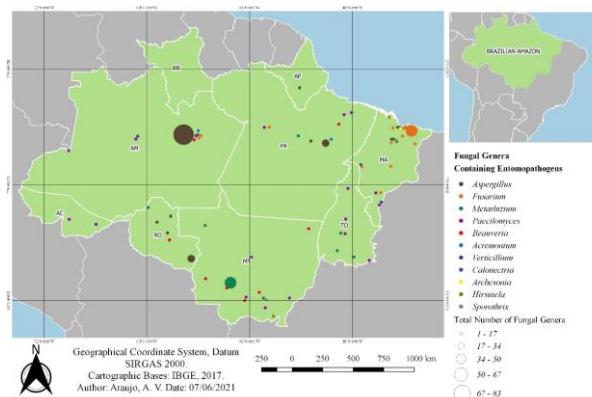 BRAZILIAN AMAZON
RR
AP
AM
PA
MA
AC
RO
TO
MT
Fungal Genera
Containing Entomopathogens
Aspergillus
Fusarium
Metarhizium
Paecilomyces
Beauveria
Acremonium
Verticillium
Calonectria
Archesonia
Hirsutela
Sporothrix
Total Number of Fungal Genera
1 - 17
17 - 34
34 - 50
50 - 67
67 - 83
N
Geographical Coordinate System, Datum
SIRGAS 2000.
Cartographic Bases: IBGE, 2017.
Author: Araujo, A. V. Date: 07/06/2021
250 0 250 500 750 1000 km